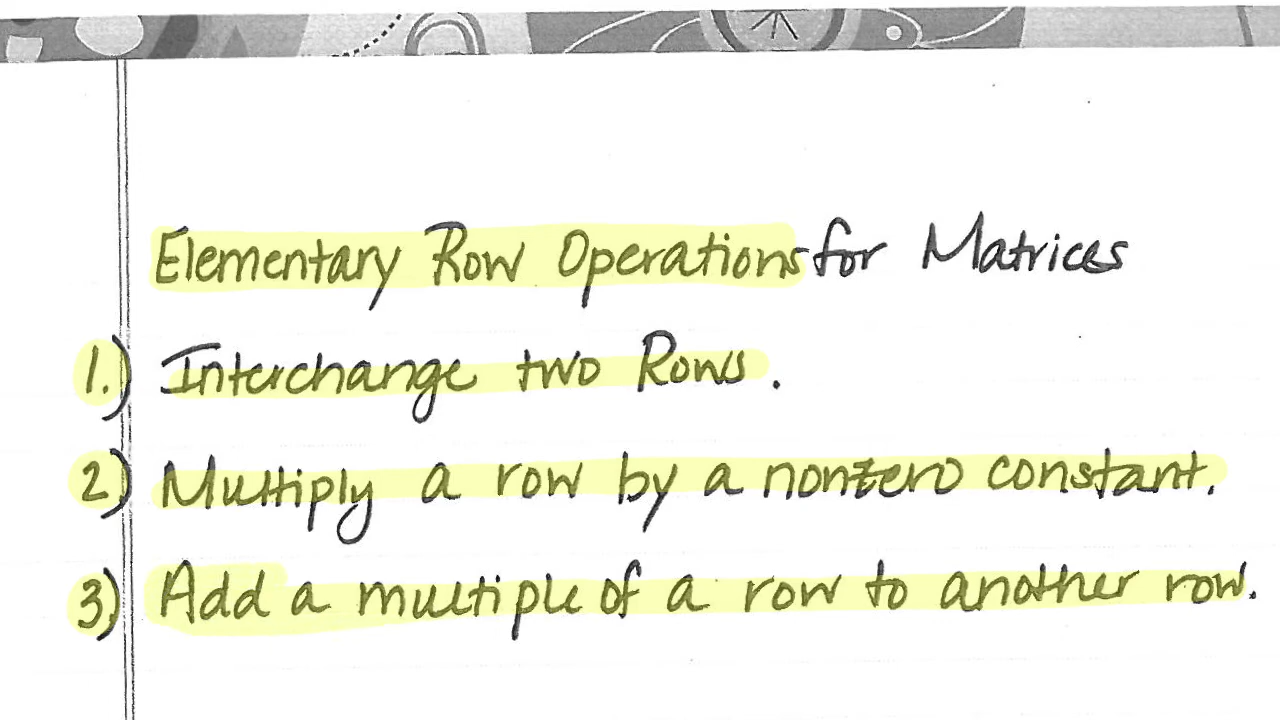 Elementary Row Operations for Matrices
1.) Interchange two Rows.
2) Multiply a row by a nonzero constant.
3) Add a multiple of a row to another row.